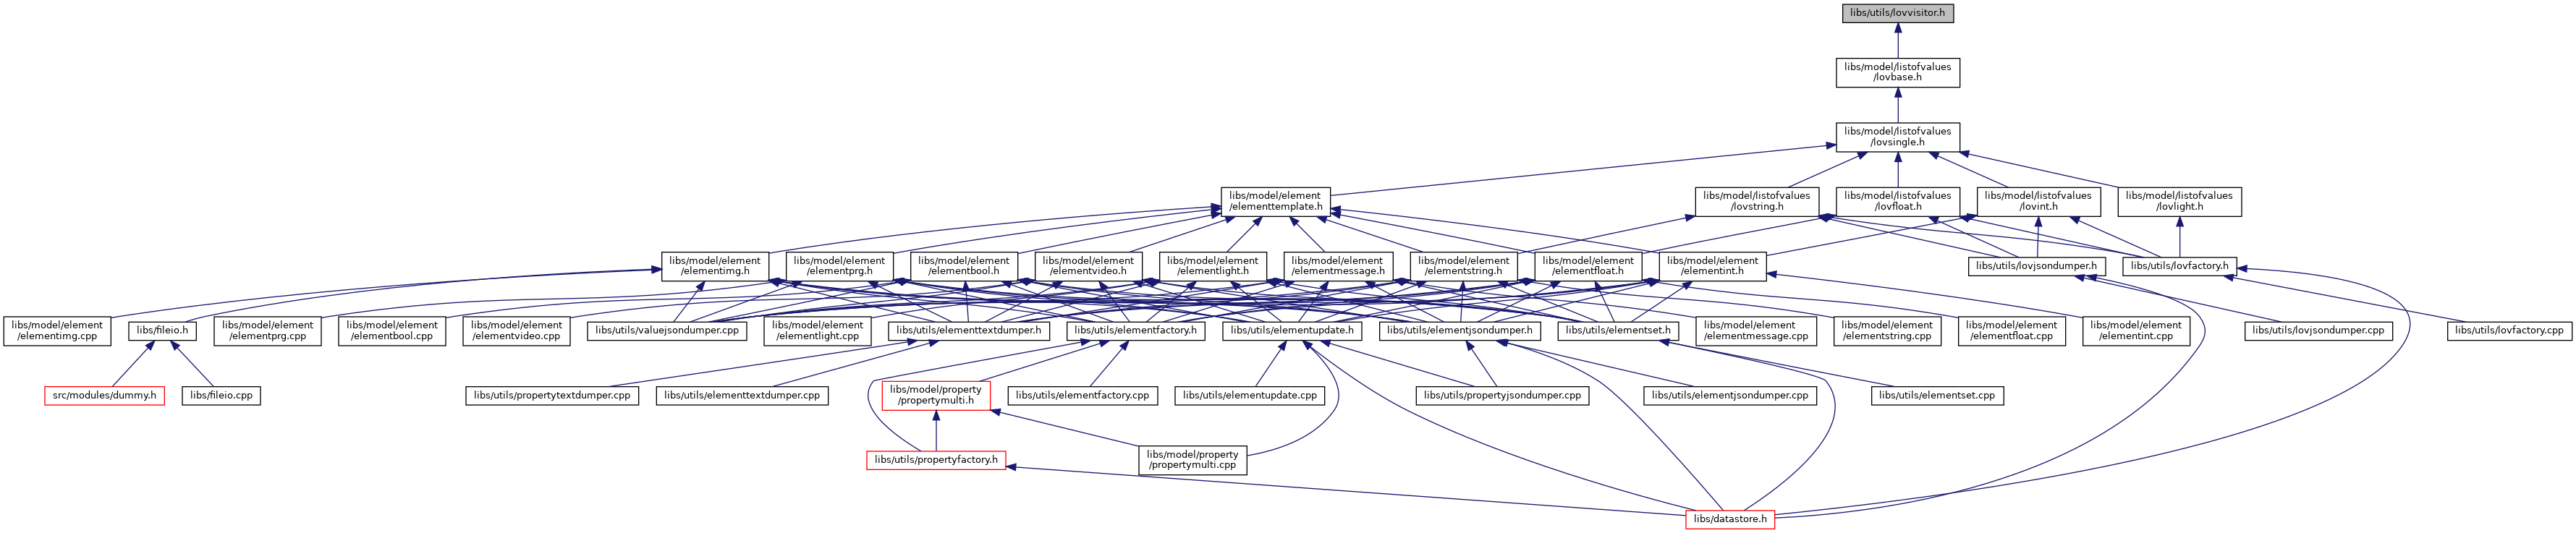 libs/utils/lovvisitor.h
libs/model/listofvalues
/lovbase.h
libs/model/listofvalues
/lovsingle.h
libs/model/element
/elementtemplate.h
libs/model/listofvalues
/lovstring.h
libs/model/listofvalues
/lovfloat.h
libs/model/listofvalues
/lovint.h
libs/model/listofvalues
/lovlight.h
libs/model/element
/elementimg.h
libs/model/element
/elementprg.h
libs/model/element
/elementbool.h
libs/model/element
/elementvideo.h
libs/model/element
/elementlight.h
libs/model/element
/elementmessage.h
libs/model/element
/elementstring.h
libs/model/element
/elementfloat.h
libs/model/element
/elementint.h
libs/utils/lovjsondumper.h
libs/utils/lovfactory.h
libs/model/element
/elementimg.cpp
libs/fileio.h
libs/model/element
/elementprg.cpp
libs/model/element
/elementbool.cpp
libs/model/element
/elementvideo.cpp
libs/utils/valuejsondumper.cpp
libs/model/element
/elementlight.cpp
libs/utils/elementtextdumper.h
libs/utils/elementfactory.h
libs/utils/elementupdate.h
libs/utils/elementjsondumper.h
libs/utils/elementset.h
libs/model/element
/elementmessage.cpp
libs/model/element
/elementstring.cpp
libs/model/element
/elementfloat.cpp
libs/model/element
/elementint.cpp
libs/utils/lovjsondumper.cpp
libs/utils/lovfactory.cpp
src/modules/dummy.h
libs/fileio.cpp
libs/utils/propertytextdumper.cpp
libs/utils/elementtextdumper.cpp
libs/model/property
/propertymulti.h
libs/utils/elementfactory.cpp
libs/utils/elementupdate.cpp
libs/utils/propertyjsondumper.cpp
libs/utils/elementjsondumper.cpp
libs/utils/elementset.cpp
libs/utils/propertyfactory.h
libs/model/property
/propertymulti.cpp
libs/datastore.h